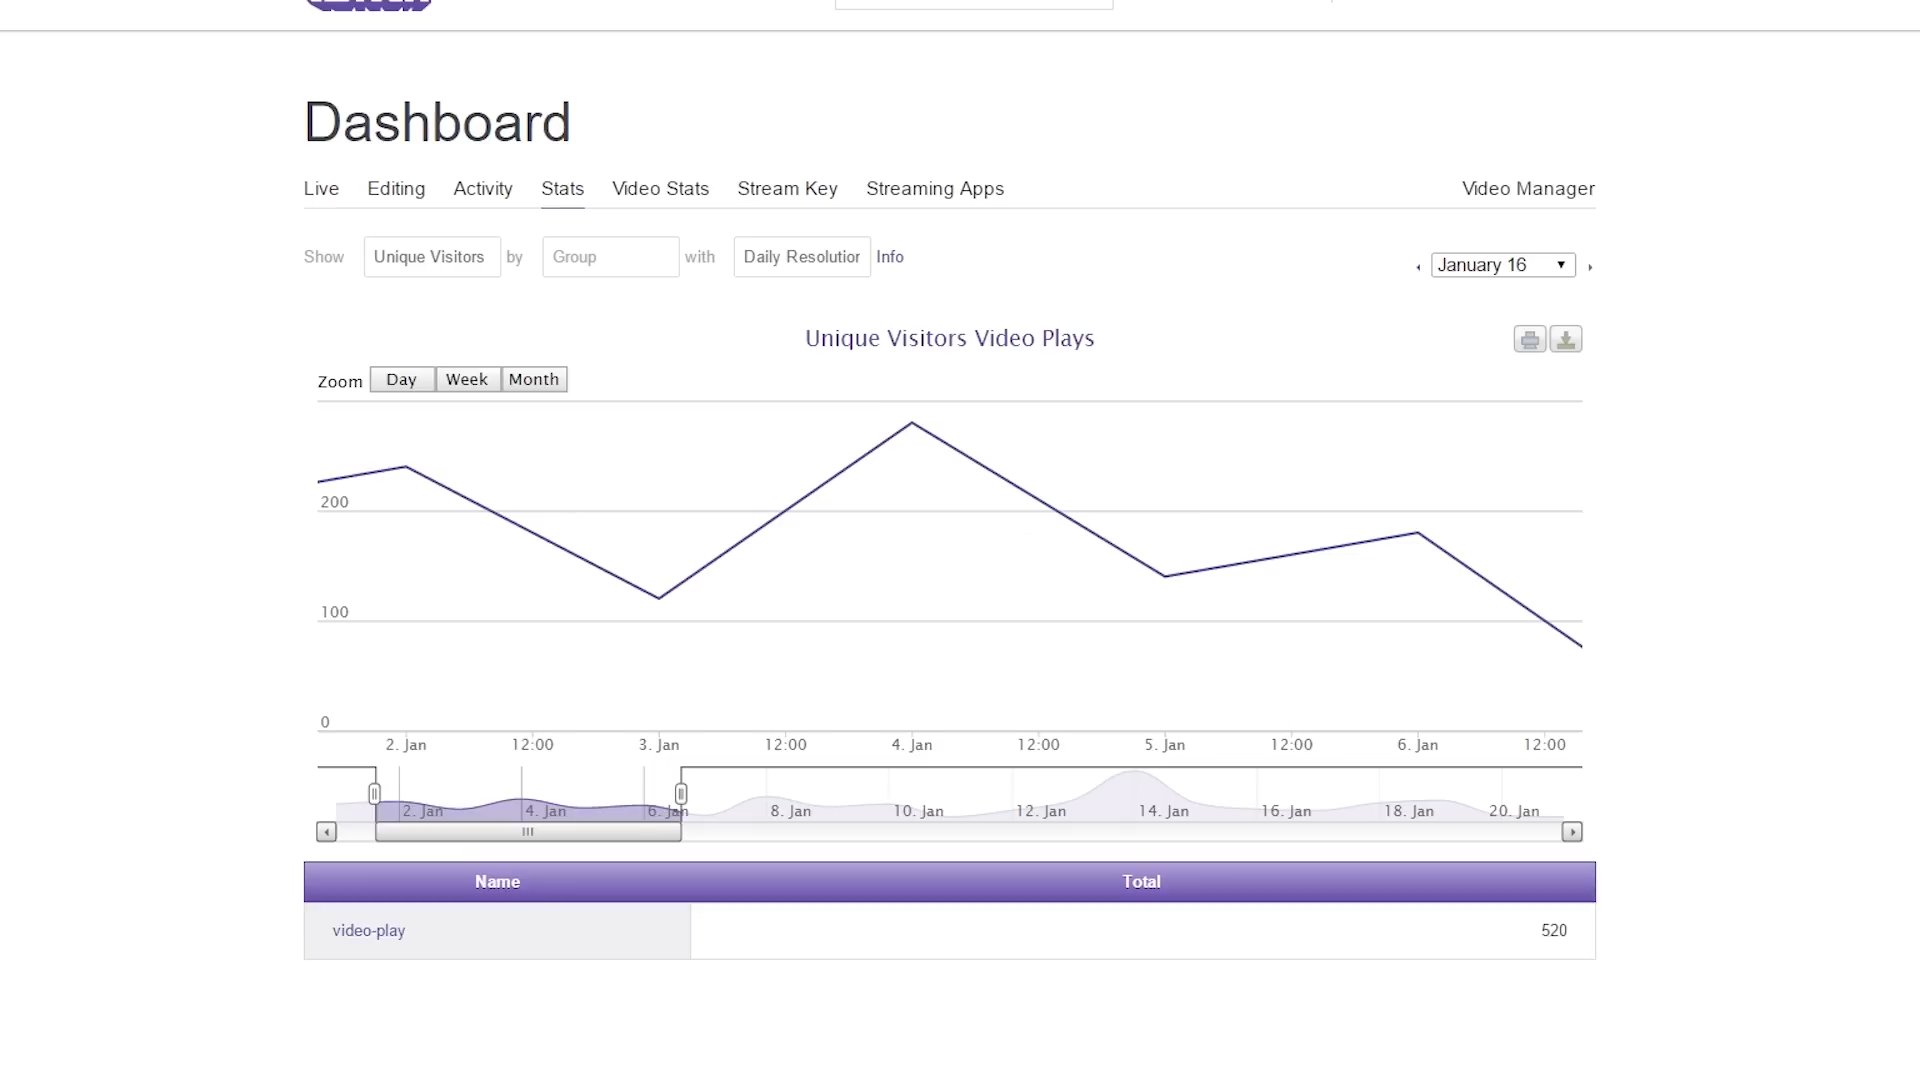 Dashboard
Live Editing Activity Stats Video Stats Stream Key Streaming Apps Video Manager
Show Unique Visitors by Group with Daily Resolution Info January 16
Unique Visitors Video Plays
Zoom Day Week Month
200
100
0
2. Jan 12:00 3. Jan 12:00 4. Jan 12:00 5. Jan 12:00 6. Jan 12:00
2. Jan 4. Jan 6. Jan 8. Jan 10. Jan 12. Jan 14. Jan 16. Jan 18. Jan 20. Jan
Name Total
video-play 520